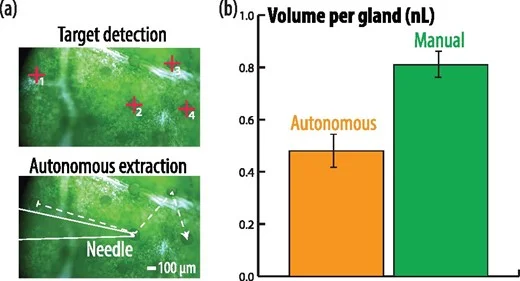 (a)
Target detection
1
2
3
4
Autonomous extraction
Needle
100 μm
(b)
Volume per gland (nL)
1.0
0.8
0.6
0.4
0.2
0.0
Autonomous
Manual